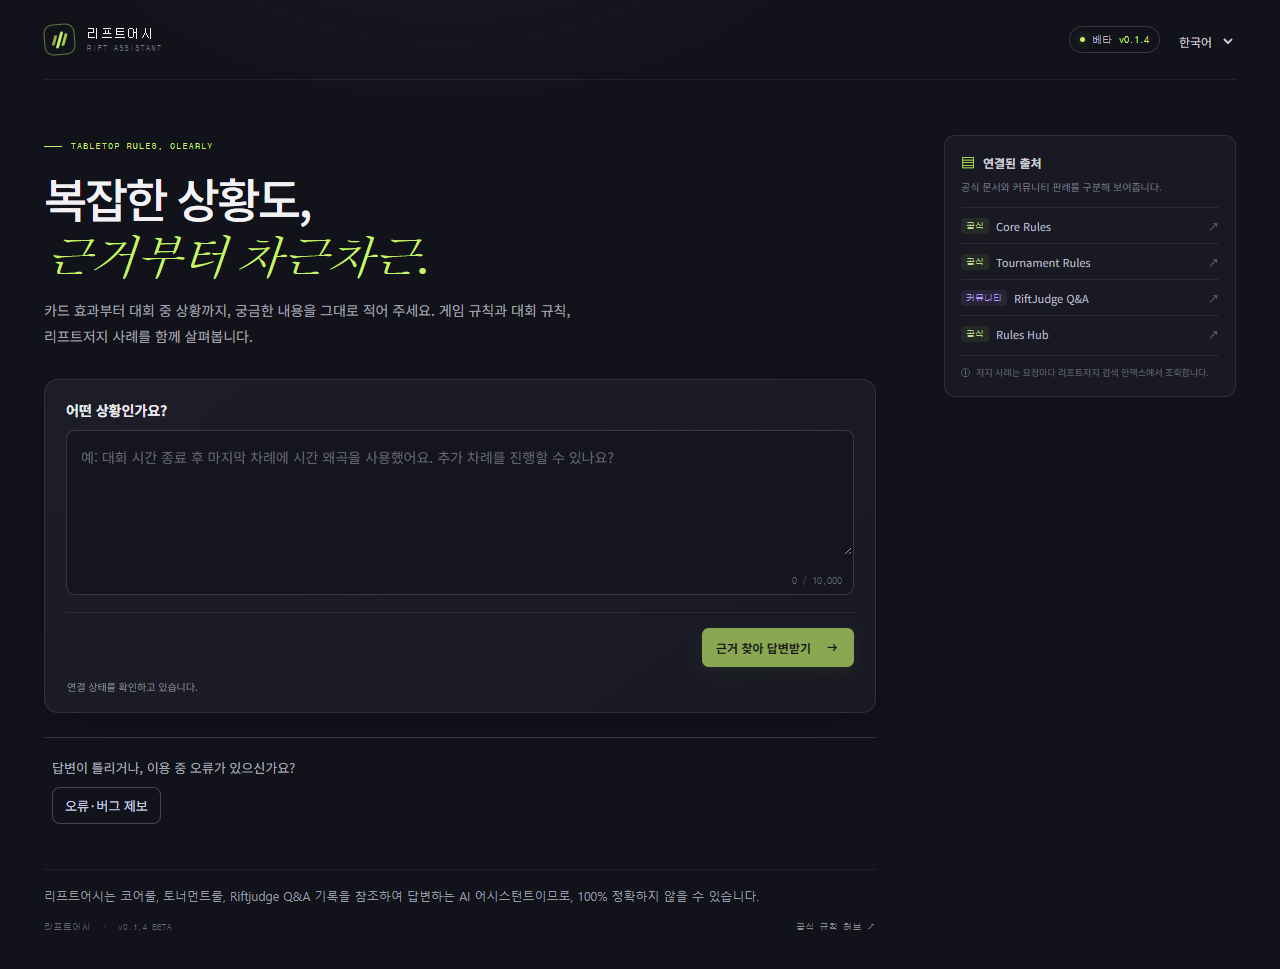 리프트어시
RIFT ASSISTANT
베타 v0.1.4
한국어
TABLETOP RULES, CLEARLY
복잡한 상황도,
근거부터 차근차근.
카드 효과부터 대회 중 상황까지, 궁금한 내용을 그대로 적어 주세요. 게임 규칙과 대회 규칙,
리프트저지 사례를 함께 살펴봅니다.
어떤 상황인가요?
예: 대회 시간 종료 후 마지막 차례에 시간 왜곡을 사용했어요. 추가 차례를 진행할 수 있나요?
0 / 10,000
근거 찾아 답변받기 →
연결 상태를 확인하고 있습니다.
답변이 틀리거나, 이용 중 오류가 있으신가요?
오류·버그 제보
리프트어시는 코어룰, 토너먼트룰, Riftjudge Q&A 기록을 참조하여 답변하는 AI 어시스턴트이므로, 100% 정확하지 않을 수 있습니다.
리프트어시 · v0.1.4 BETA
공식 규칙 허브 ↗
연결된 출처
공식 문서와 커뮤니티 판례를 구분해 보여줍니다.
공식 Core Rules ↗
공식 Tournament Rules ↗
커뮤니티 RiftJudge Q&A ↗
공식 Rules Hub ↗
저지 사례는 요청마다 리프트저지 검색 인덱스에서 조회합니다.